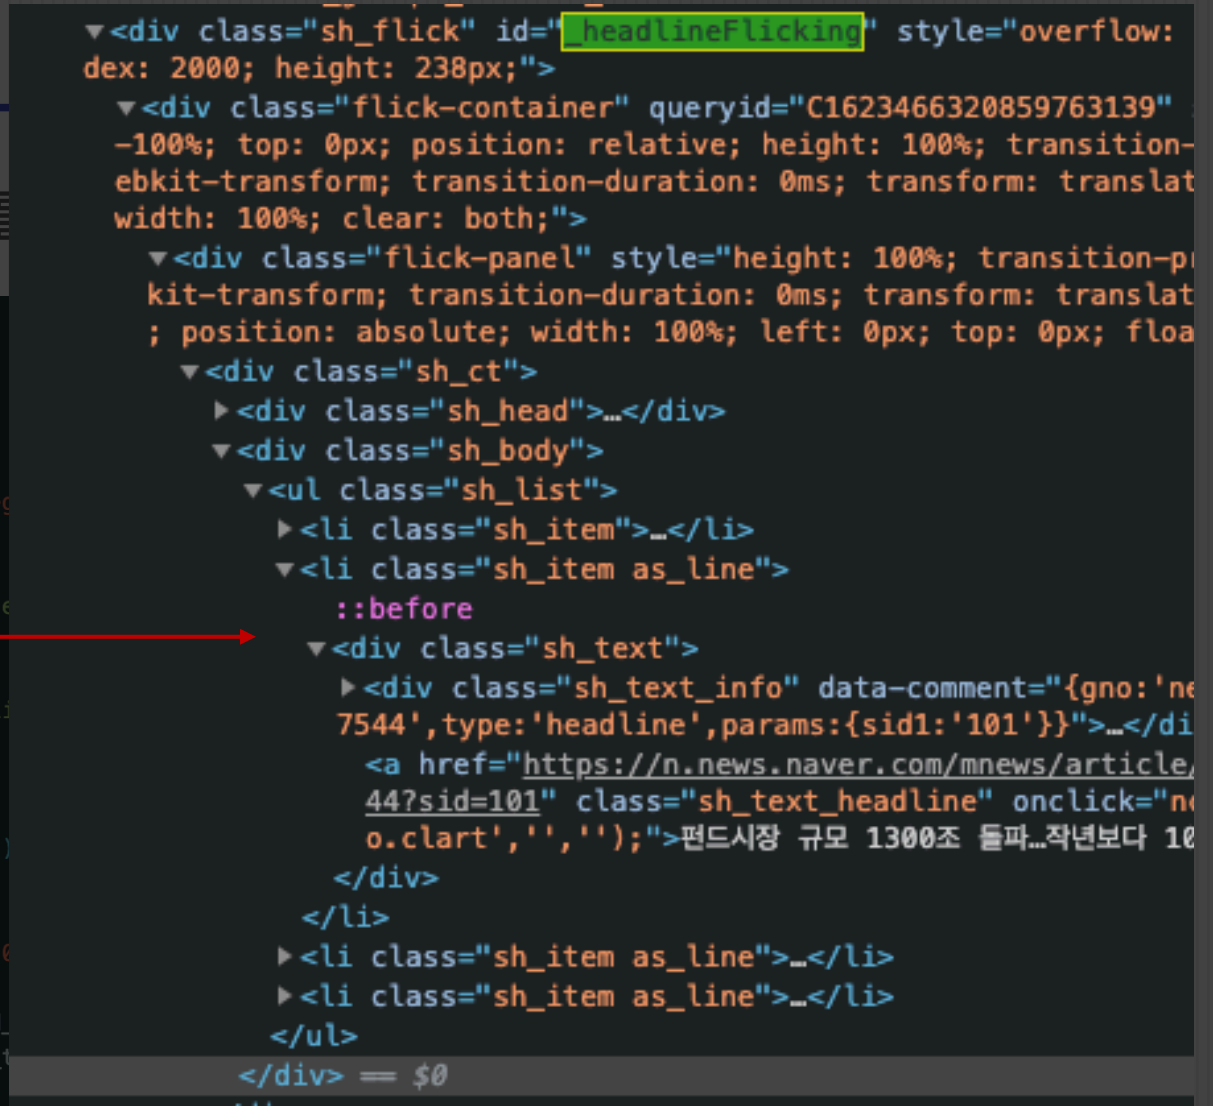 ▼<div class="sh_flick" id="_headlineFlicking" style="overflow:
dex: 2000; height: 238px;">
▼<div class="flick-container" queryid="C1623466320859763139"
-100%; top: 0px; position: relative; height: 100%; transition-
ebkit-transform; transition-duration: 0ms; transform: translat
width: 100%; clear: both;">
▼<div class="flick-panel" style="height: 100%; transition-pr
kit-transform; transition-duration: 0ms; transform: translat
; position: absolute; width: 100%; left: 0px; top: 0px; floa
▼<div class="sh_ct">
▶<div class="sh_head">…</div>
▼<div class="sh_body">
▼<ul class="sh_list">
▶<li class="sh_item">…</li>
▼<li class="sh_item as_line">
::before
▼<div class="sh_text">
▶<div class="sh_text_info" data-comment="{gno:'ne
7544',type:'headline',params:{sid1:'101'}}">…</di
<a href="https://n.news.naver.com/mnews/article/
44?sid=101" class="sh_text_headline" onclick="nc
o.clart','','');">펀드시장 규모 1300조 돌파…작년보다 10
</div>
</li>
▶<li class="sh_item as_line">…</li>
▶<li class="sh_item as_line">…</li>
</ul>
</div> == $0